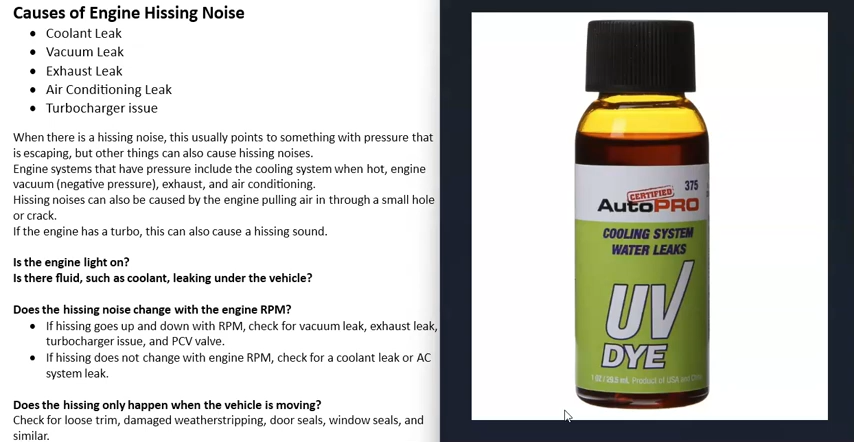 Causes of Engine Hissing Noise
• Coolant Leak
• Vacuum Leak
• Exhaust Leak
• Air Conditioning Leak
• Turbocharger issue
When there is a hissing noise, this usually points to something with pressure that
is escaping, but other things can also cause hissing noises.
Engine systems that have pressure include the cooling system when hot, engine
vacuum (negative pressure), exhaust, and air conditioning.
Hissing noises can also be caused by the engine pulling air in through a small hole
or crack.
If the engine has a turbo, this can also cause a hissing sound.
Is the engine light on?
Is there fluid, such as coolant, leaking under the vehicle?
Does the hissing noise change with the engine RPM?
• If hissing goes up and down with RPM, check for vacuum leak, exhaust leak,
turbocharger issue, and PCV valve.
• If hissing does not change with engine RPM, check for a coolant leak or AC
system leak.
Does the hissing only happen when the vehicle is moving?
Check for loose trim, damaged weatherstripping, door seals, window seals, and
similar.
375
CERTIFIED
AutoPRO
COOLING SYSTEM
WATER LEAKS
UV
DYE
Product of USA and